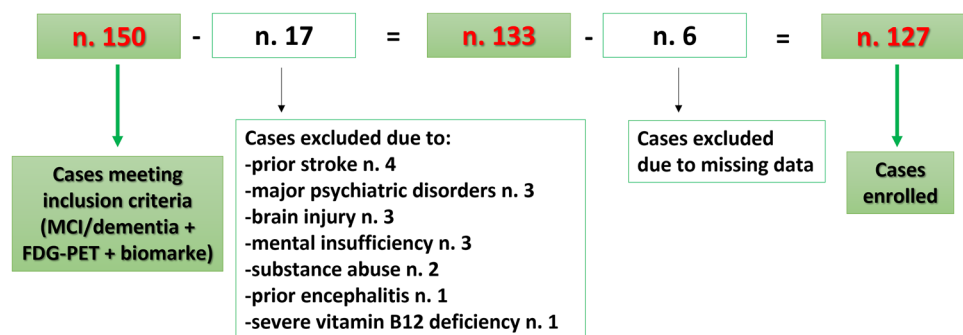 n. 150 - n. 17 = n. 133 - n. 6 = n. 127
Cases meeting
inclusion criteria
(MCI/dementia +
FDG-PET + biomarke)
Cases excluded due to:
-prior stroke n. 4
-major psychiatric disorders n. 3
-brain injury n. 3
-mental insufficiency n. 3
-substance abuse n. 2
-prior encephalitis n. 1
-severe vitamin B12 deficiency n. 1
Cases excluded
due to missing data
Cases
enrolled